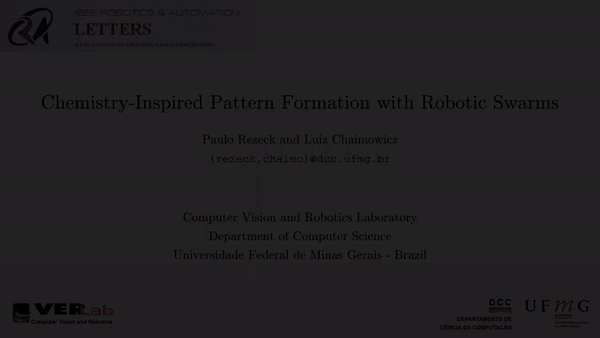 IEEE ROBOTICS & AUTOMATION
LETTERS
Chemistry-Inspired Pattern Formation with Robotic Swarms
Paulo Rezeck and Luiz Chaimowicz
{rezeck,chaimo}@dcc.ufmg.br
Computer Vision and Robotics Laboratory
Department of Computer Science
Universidade Federal de Minas Gerais - Brazil
VERLab
Computer Vision and Robotics
DCC
DEPARTAMENTO DE
CIÊNCIA DA COMPUTAÇÃO
UFmG